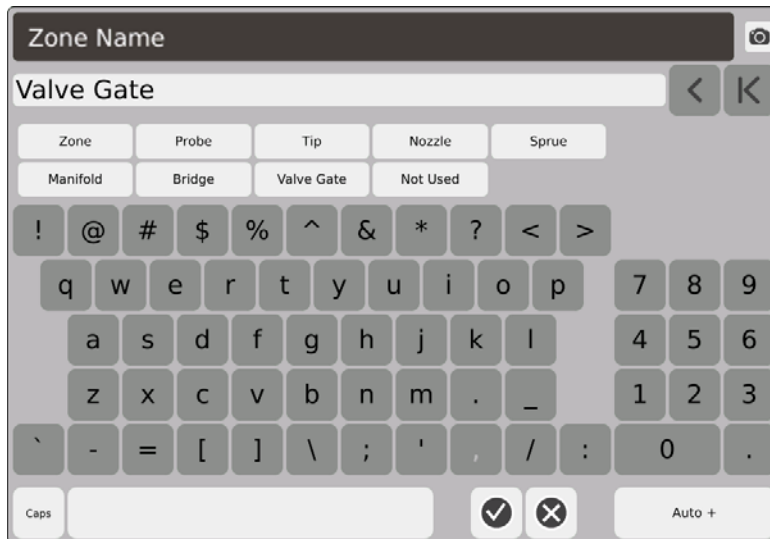 Zone Name
Valve Gate
Zone Probe Tip Nozzle Sprue
Manifold Bridge Valve Gate Not Used
! @ # $ % ^ & * ? < >
q w e r t y u i o p 7 8 9
a s d f g h j k l 4 5 6
z x c v b n m . _ 1 2 3
` - = [ ] \ ; ' , / : 0 .
Caps Auto +